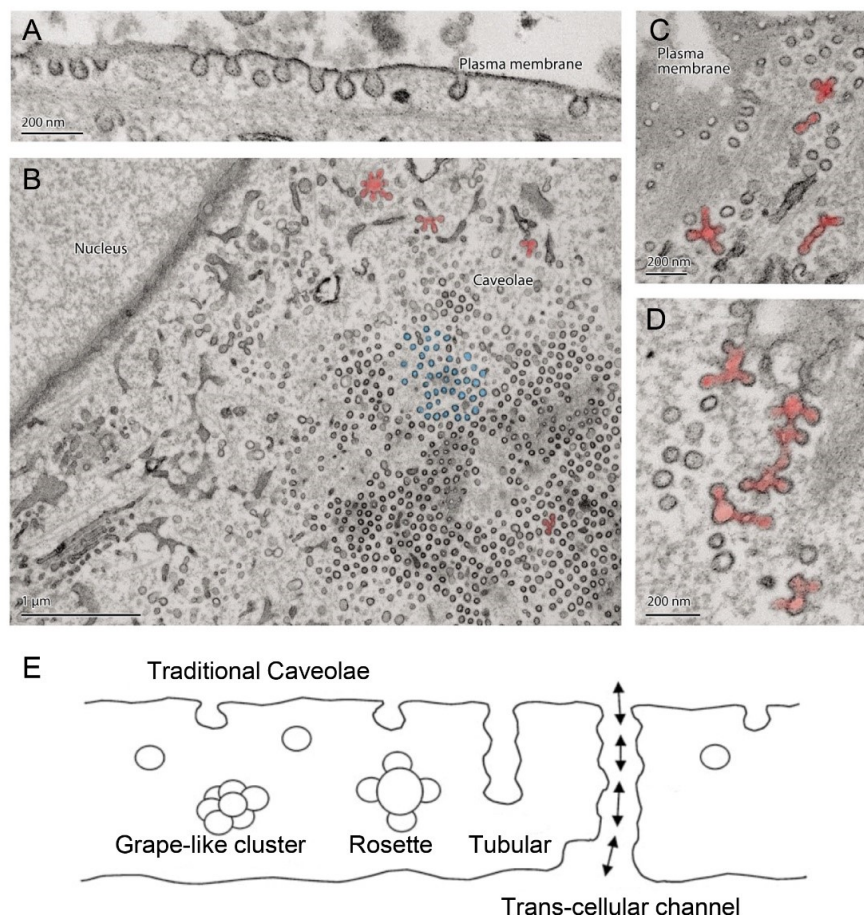 A
Plasma membrane
200 nm
B
Nucleus
Caveolae
1 μm
C
Plasma
membrane
200 nm
D
200 nm
E
Traditional Caveolae
Grape-like cluster
Rosette
Tubular
Trans-cellular channel